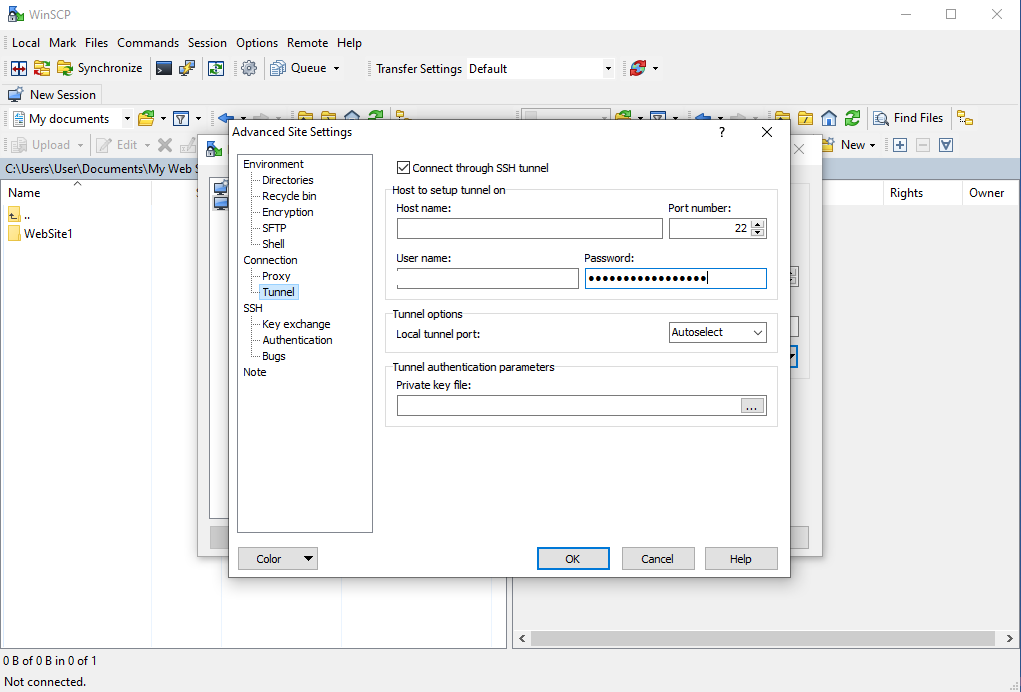 WinSCP
Local Mark Files Commands Session Options Remote Help
Synchronize Queue Transfer Settings Default
New Session
My documents Find Files
Upload Edit New
C:\Users\User\Documents\My Web
Name Rights Owner
..
WebSite1
Advanced Site Settings ?
Environment
Directories
Recycle bin
Encryption
SFTP
Shell
Connection
Proxy
Tunnel
SSH
Key exchange
Authentication
Bugs
Note
Connect through SSH tunnel
Host to setup tunnel on
Host name: Port number:
22
User name: Password:
•••••••••••••••••
Tunnel options
Local tunnel port: Autoselect
Tunnel authentication parameters
Private key file:
...
Color OK Cancel Help
0 B of 0 B in 0 of 1
Not connected.